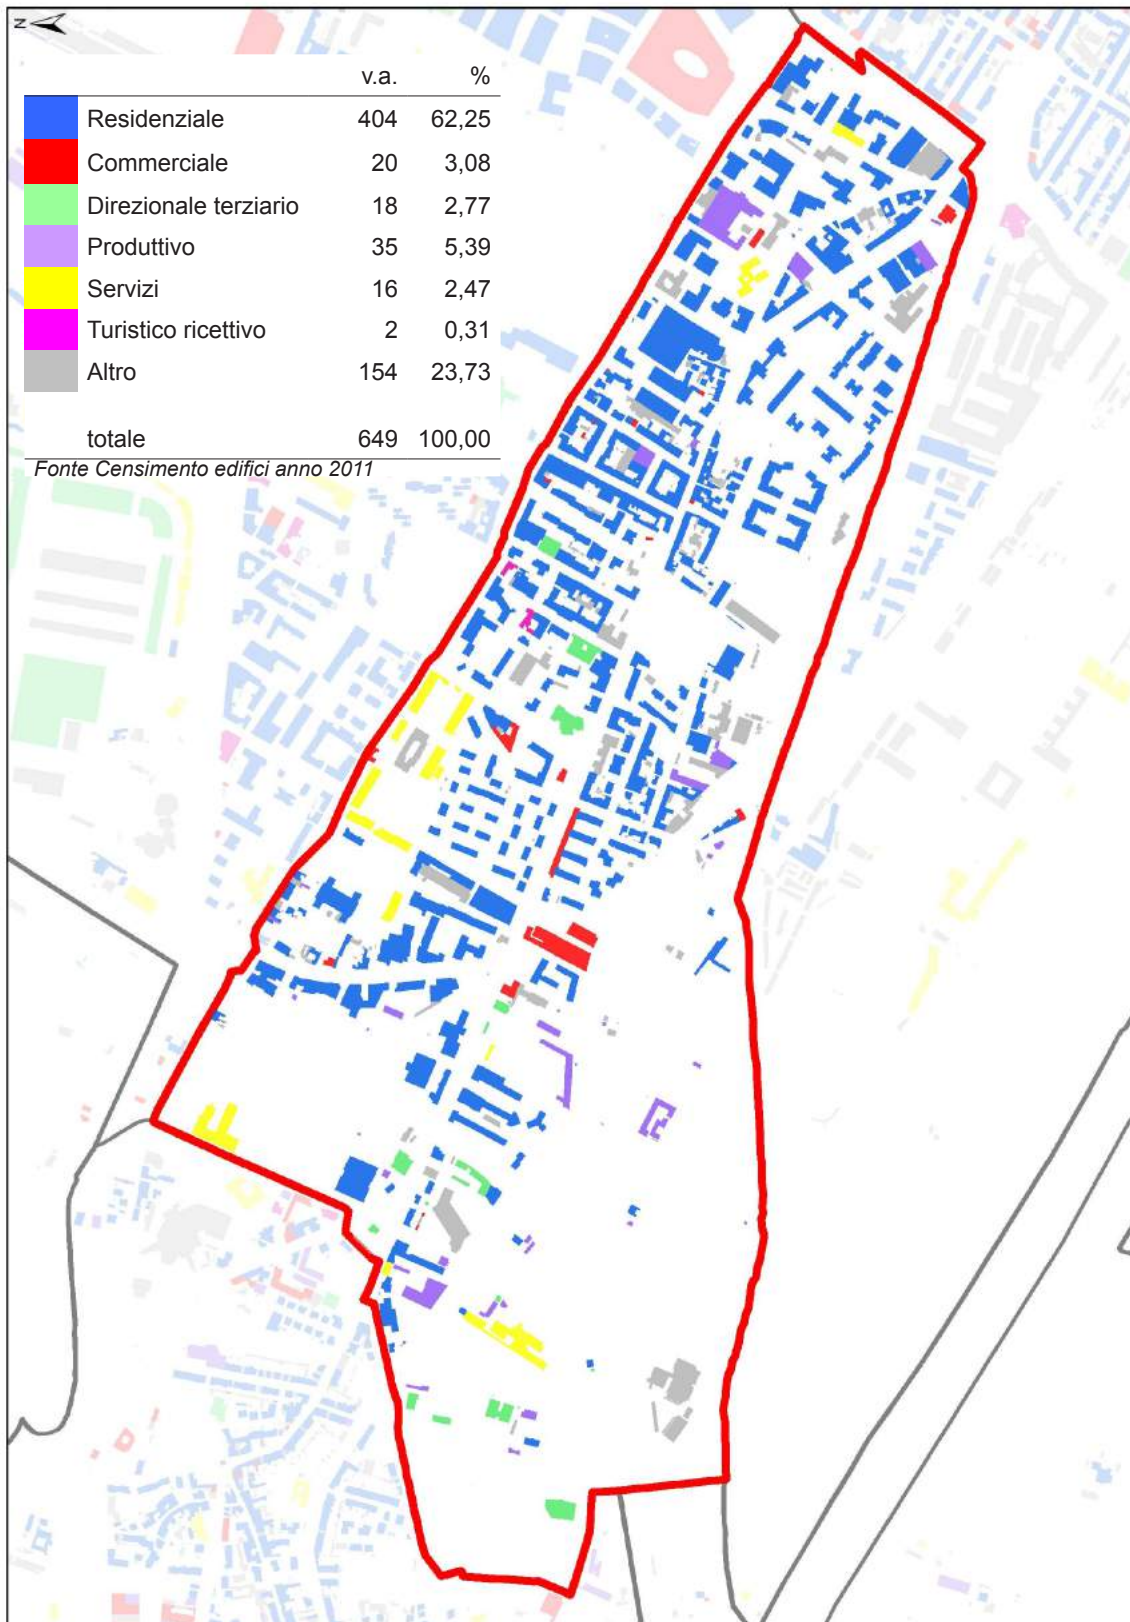 N
v.a. %
Residenziale 404 62,25
Commerciale 20 3,08
Direzionale terziario 18 2,77
Produttivo 35 5,39
Servizi 16 2,47
Turistico ricettivo 2 0,31
Altro 154 23,73
totale 649 100,00
Fonte Censimento edifici anno 2011